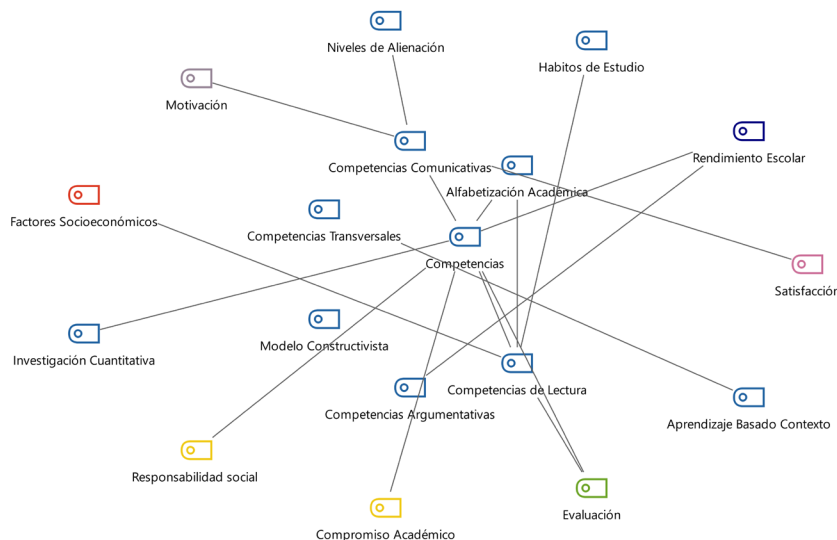 Niveles de Alienación
Habitos de Estudio
Motivación
Rendimiento Escolar
Competencias Comunicativas
Alfabetización Académica
Factores Socioeconómicos
Competencias Transversales
Competencias
Satisfacción
Investigación Cuantitativa
Modelo Constructivista
Competencias de Lectura
Competencias Argumentativas
Aprendizaje Basado Contexto
Responsabilidad social
Evaluación
Compromiso Académico